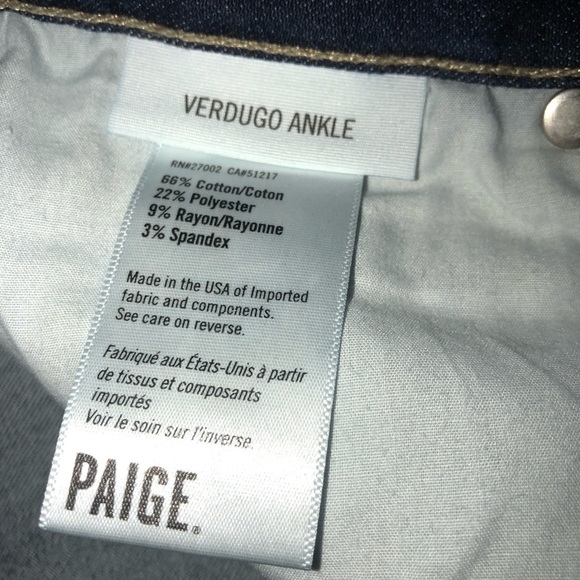 VERDUGO ANKLE
RN#27002 CA#51217
66% Cotton/Coton
22% Polyester
9% Rayon/Rayonne
3% Spandex
Made in the USA of Imported
fabric and components.
See care on reverse.
Fabriqué aux États-Unis à partir
de tissus et composants
importés
Voir le soin sur l'inverse.
PAIGE®